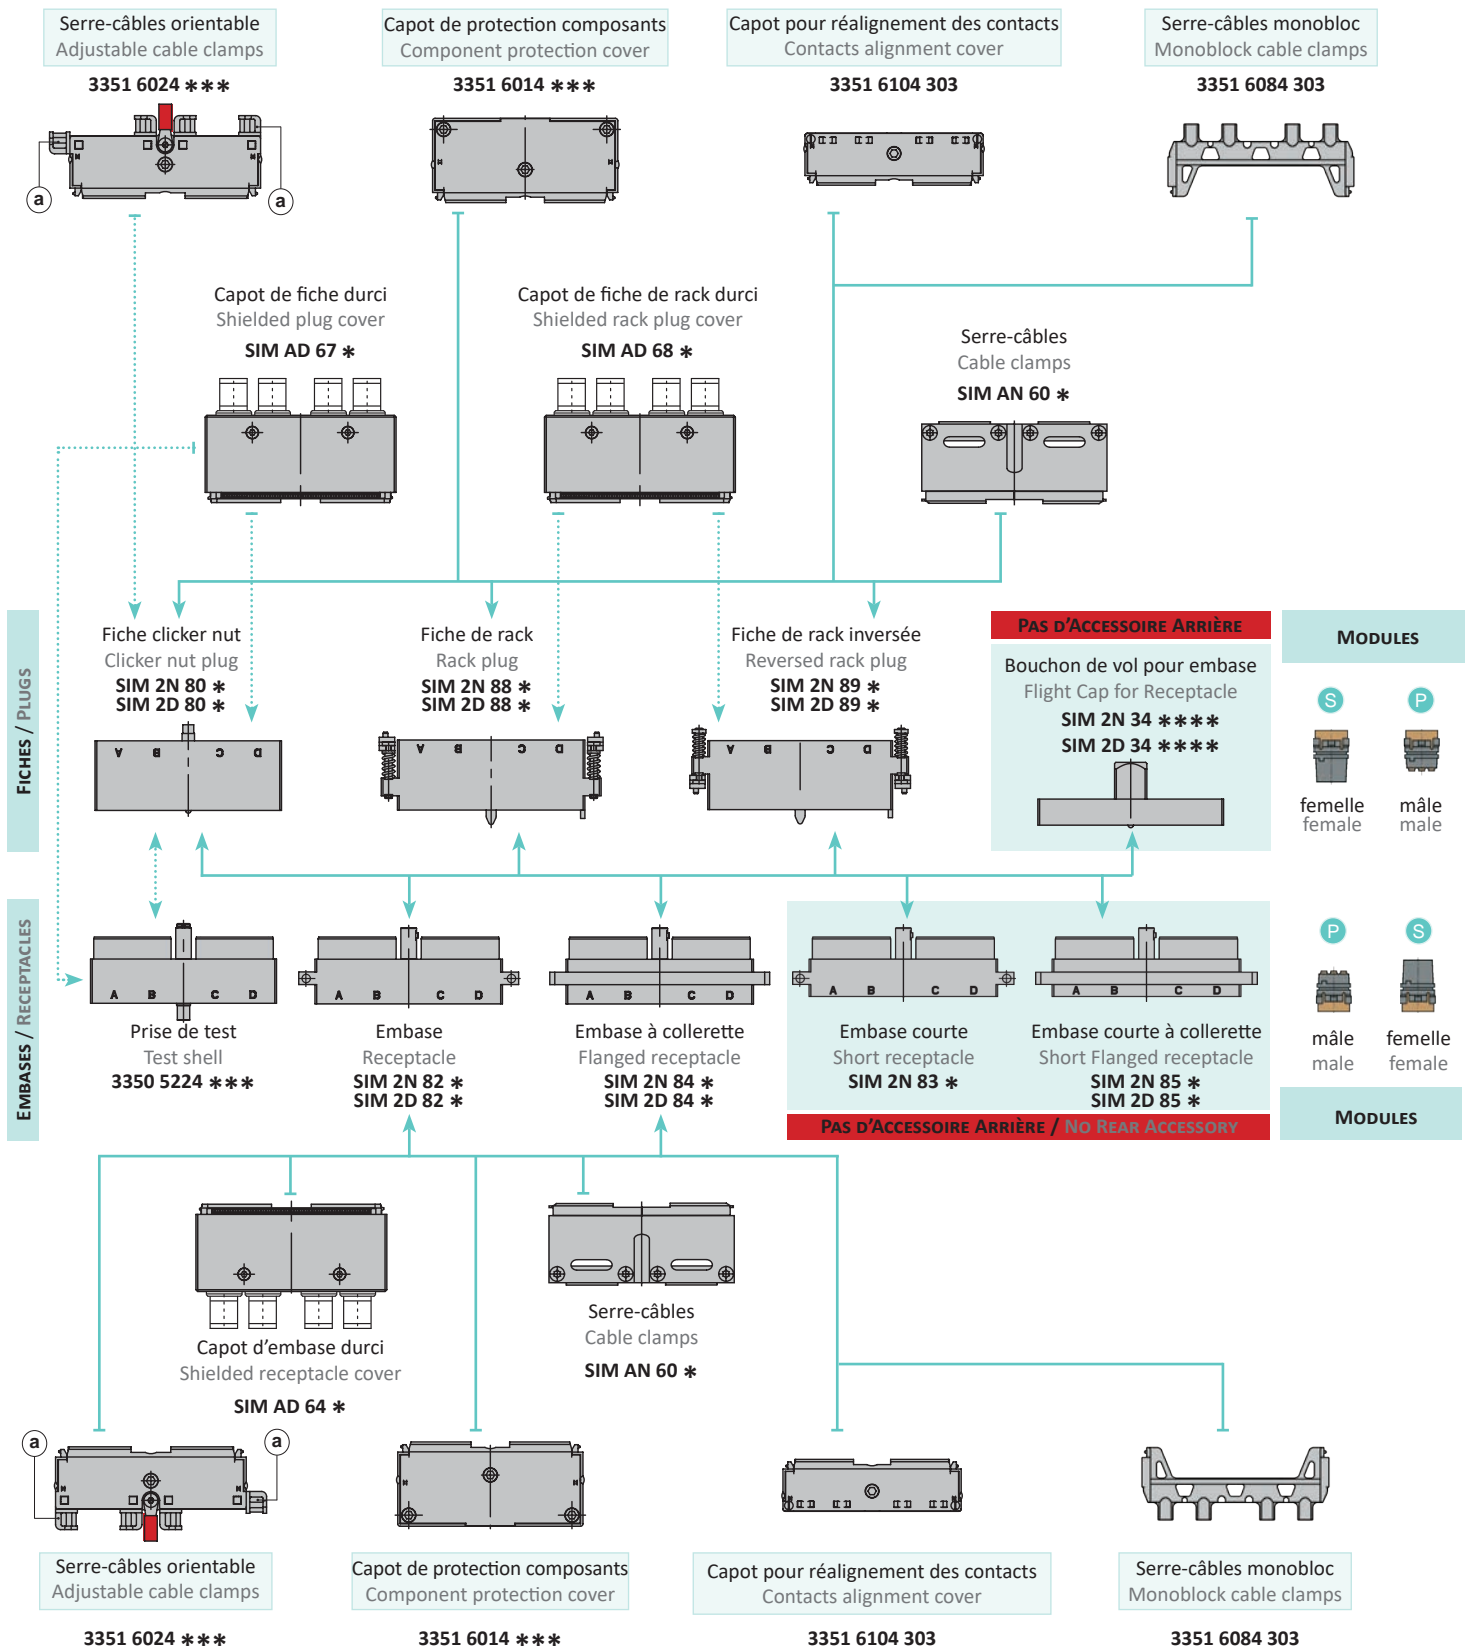 Serre-câbles orientable
Adjustable cable clamps
3351 6024 ***
Capot de protection composants
Component protection cover
3351 6014 ***
Capot pour réalignement des contacts
Contacts alignment cover
3351 6104 303
Serre-câbles monobloc
Monoblock cable clamps
3351 6084 303
a
a
Capot de fiche durci
Shielded plug cover
SIM AD 67 *
Capot de fiche de rack durci
Shielded rack plug cover
SIM AD 68 *
Serre-câbles
Cable clamps
SIM AN 60 *
FICHES / PLUGS
Fiche clicker nut
Clicker nut plug
SIM 2N 80 *
SIM 2D 80 *
A B C D
Fiche de rack
Rack plug
SIM 2N 88 *
SIM 2D 88 *
A B C D
Fiche de rack inversée
Reversed rack plug
SIM 2N 89 *
SIM 2D 89 *
A B C D
PAS D'ACCESSOIRE ARRIÈRE
Bouchon de vol pour embase
Flight Cap for Receptacle
SIM 2N 34 ****
SIM 2D 34 ****
MODULES
S P
femelle
female
mâle
male
EMBASES / RECEPTACLES
A B C D
Prise de test
Test shell
3350 5224 ***
A B C D
Embase
Receptacle
SIM 2N 82 *
SIM 2D 82 *
A B C D
Embase à collerette
Flanged receptacle
SIM 2N 84 *
SIM 2D 84 *
A B C D
Embase courte
Short receptacle
SIM 2N 83 *
A B C D
Embase courte à collerette
Short Flanged receptacle
SIM 2N 85 *
SIM 2D 85 *
PAS D'ACCESSOIRE ARRIÈRE / NO REAR ACCESSORY
P S
mâle
male
femelle
female
MODULES
Capot d'embase durci
Shielded receptacle cover
SIM AD 64 *
Serre-câbles
Cable clamps
SIM AN 60 *
a
a
Serre-câbles orientable
Adjustable cable clamps
3351 6024 ***
Capot de protection composants
Component protection cover
3351 6014 ***
Capot pour réalignement des contacts
Contacts alignment cover
3351 6104 303
Serre-câbles monobloc
Monoblock cable clamps
3351 6084 303